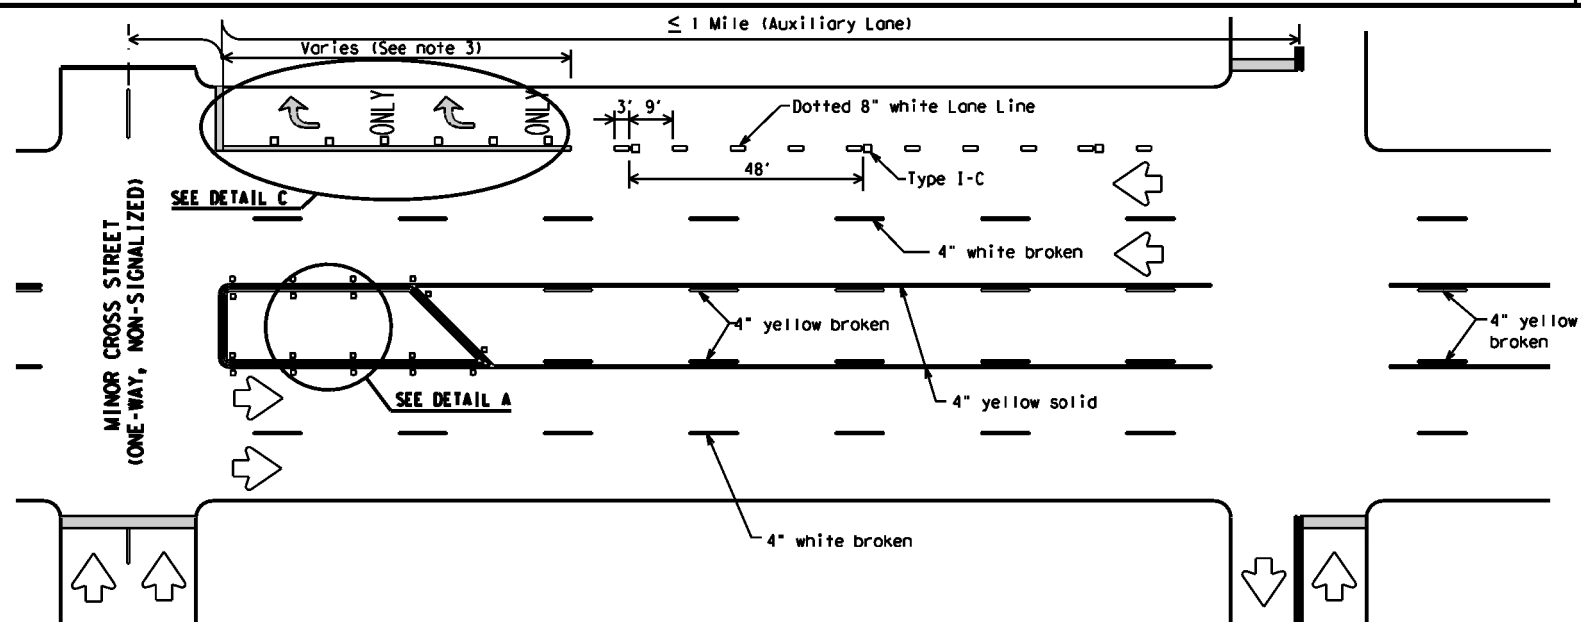 ≤ 1 Mile (Auxiliary Lane)
Varies (See note 3)
ONLY
ONLY
3' 9'
Dotted 8" white Lane Line
48'
Type I-C
SEE DETAIL C
4" white broken
MINOR CROSS STREET
(ONE-WAY, NON-SIGNALIZED)
4" yellow broken
4" yellow
broken
SEE DETAIL A
4" yellow solid
4" white broken